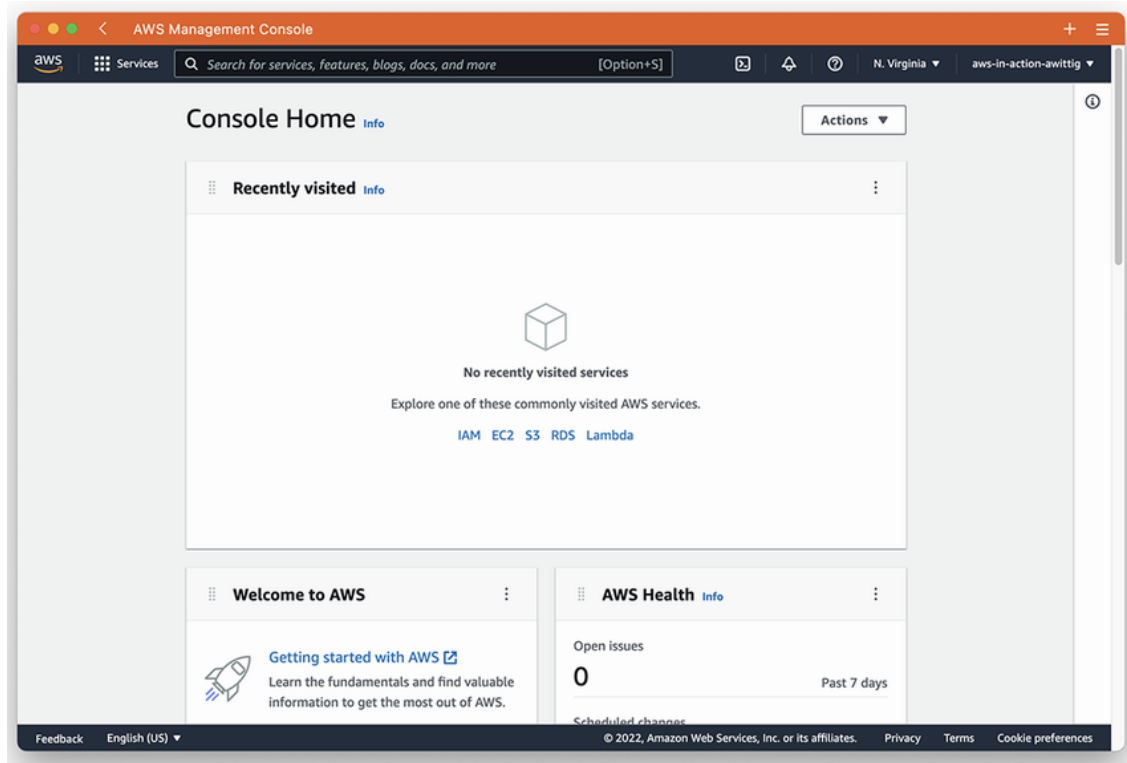 AWS Management Console
aws Services Search for services, features, blogs, docs, and more [Option+S] N. Virginia ▼ aws-in-action-awittig ▼
Console Home Info
Actions ▼
Recently visited Info
No recently visited services
Explore one of these commonly visited AWS services.
IAM EC2 S3 RDS Lambda
Welcome to AWS
Getting started with AWS
Learn the fundamentals and find valuable
information to get the most out of AWS.
AWS Health Info
Open issues
0 Past 7 days
Scheduled changes
Feedback English (US) ▼ © 2022, Amazon Web Services, Inc. or its affiliates. Privacy Terms Cookie preferences